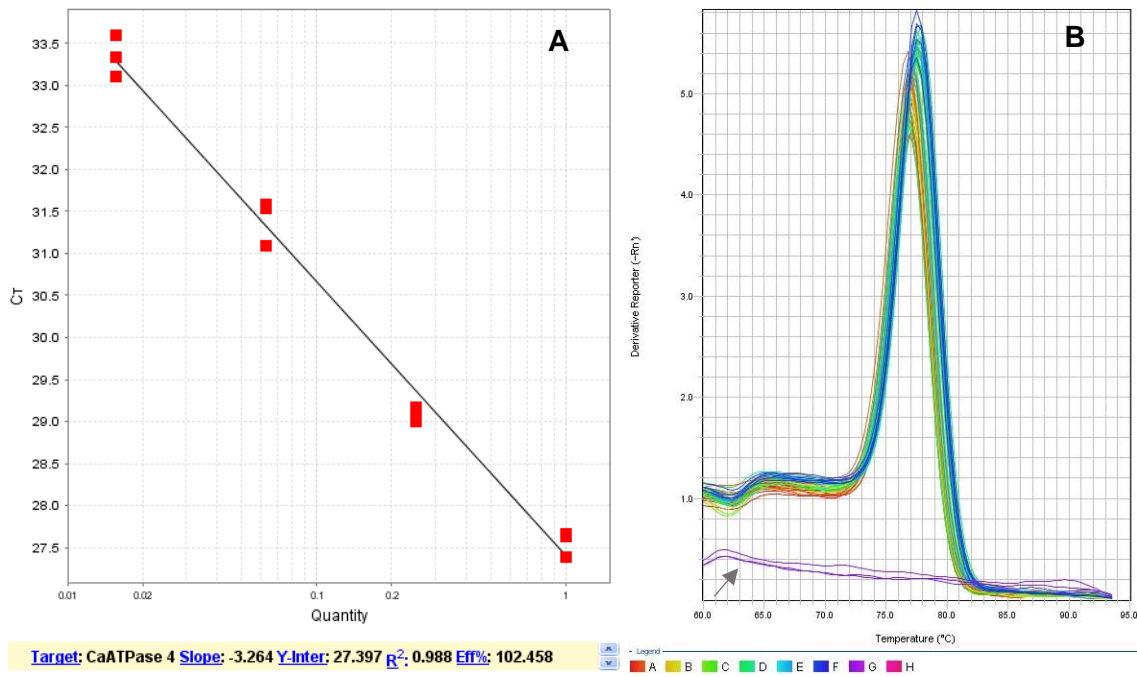 A
33.5
33.0
32.5
32.0
31.5
31.0
30.5
30.0
29.5
29.0
28.5
28.0
27.5
CT
0.01 0.02 0.1 0.2 1
Quantity
Target: CaATPase 4 Slope: -3.264 Y-Inter: 27.397 R²: 0.988 Eff%: 102.458
B
5.0
4.0
3.0
2.0
1.0
Derivative Reporter (-Rn')
60.0 65.0 70.0 75.0 80.0 85.0 90.0 95.0
Temperature (°C)
Legend
A B C D E F G H